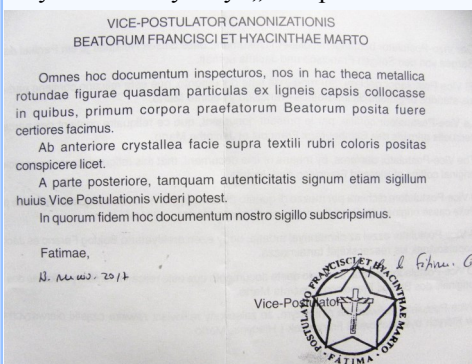 VICE-POSTULATOR CANONIZATIONIS
BEATORUM FRANCISCI ET HYACINTHAE MARTO
Omnes hoc documentum inspecturos, nos in hac theca metallica
rotundae figurae quasdam particulas ex ligneis capsis collocasse
in quibus, primum corpora praefatorum Beatorum posita fuere
certiores facimus.
Ab anteriore crystallea facie supra textili rubri coloris positas
conspicere licet.
A parte posteriore, tamquam autenticitatis signum etiam sigillum
huius Vice Postulationis videri potest.
In quorum fidem hoc documentum nostro sigillo subscripsimus.
Fatimae,
Vice-Postulator
POSTULATIO FRANCISCI ET HYACINTHAE MARTO
· FÁTIMA ·